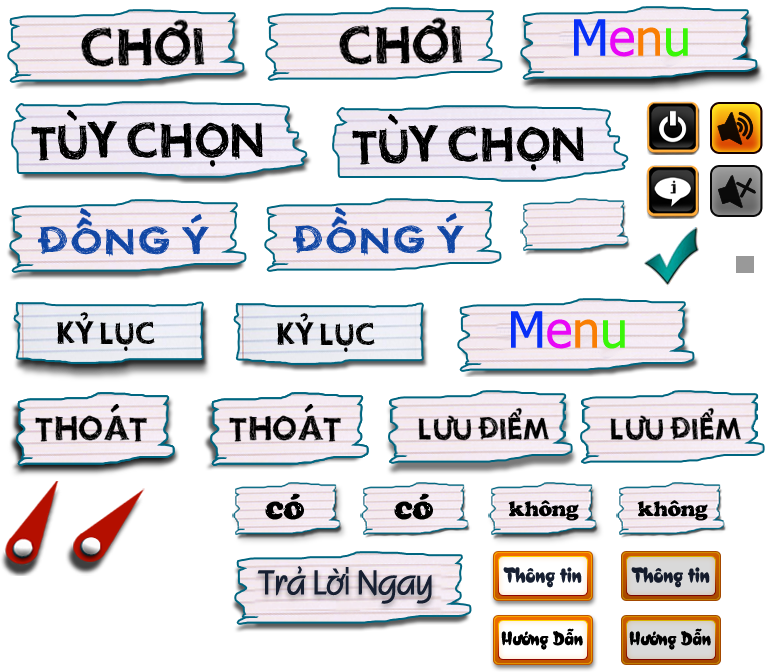 CHƠI
CHƠI
Menu
TÙY CHỌN
TÙY CHỌN
i
ĐỒNG Ý
ĐỒNG Ý
KỶ LỤC
KỶ LỤC
Menu
THOÁT
THOÁT
LƯU ĐIỂM
LƯU ĐIỂM
có
có
không
không
Trả Lời Ngay
Thông tin
Thông tin
Hướng Dẫn
Hướng Dẫn